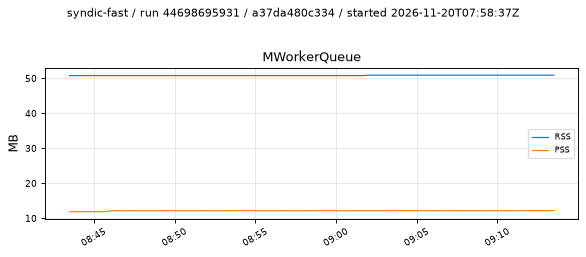 syndic-fast / run 44698695931 / a37da480c334 / started 2026-11-20T07:58:37Z
MWorkerQueue
MB
50
40
30
20
10
RSS
PSS
08:45
08:50
08:55
09:00
09:05
09:10